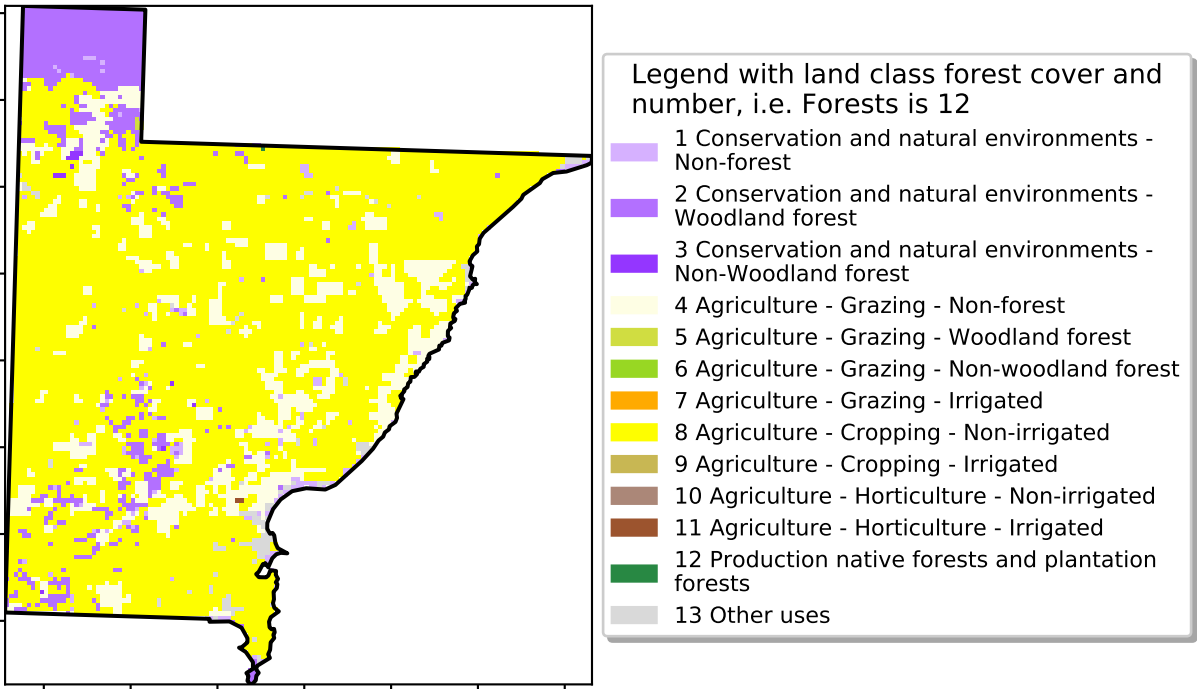 Legend with land class forest cover and
number, i.e. Forests is 12
1 Conservation and natural environments -
Non-forest
2 Conservation and natural environments -
Woodland forest
3 Conservation and natural environments -
Non-Woodland forest
4 Agriculture - Grazing - Non-forest
5 Agriculture - Grazing - Woodland forest
6 Agriculture - Grazing - Non-woodland forest
7 Agriculture - Grazing - Irrigated
8 Agriculture - Cropping - Non-irrigated
9 Agriculture - Cropping - Irrigated
10 Agriculture - Horticulture - Non-irrigated
11 Agriculture - Horticulture - Irrigated
12 Production native forests and plantation
forests
13 Other uses